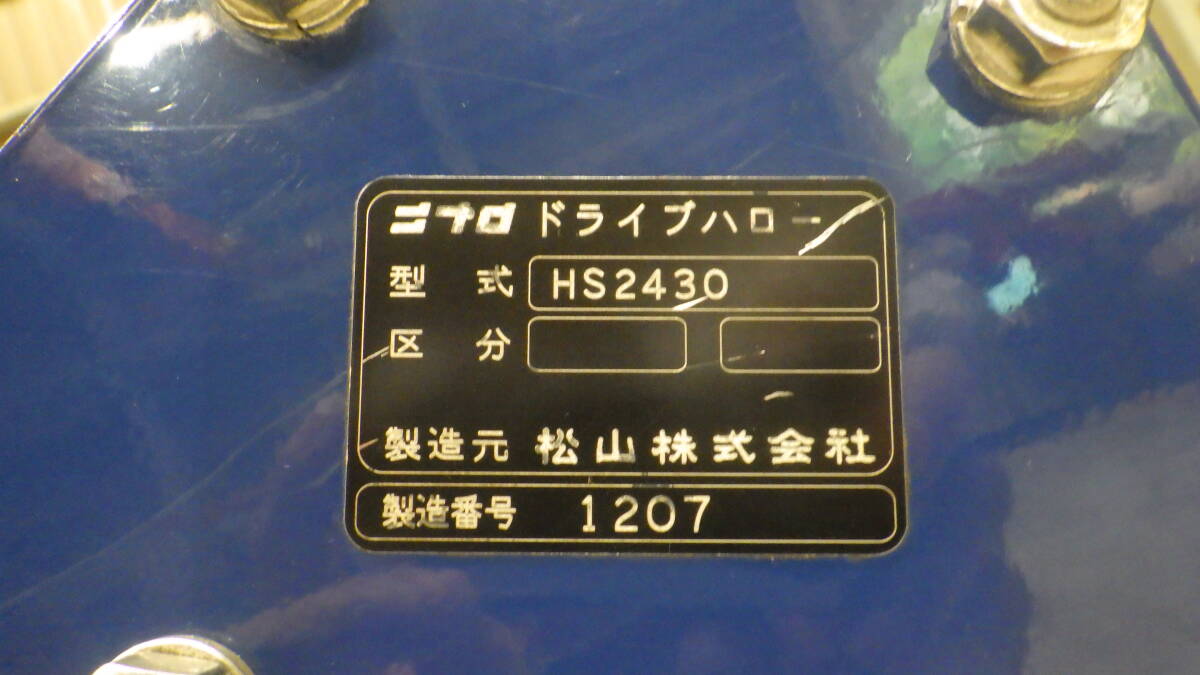 ニプロ ドライブハロー
型式 HS2430
区分
製造元 松山株式会社
製造番号 1207